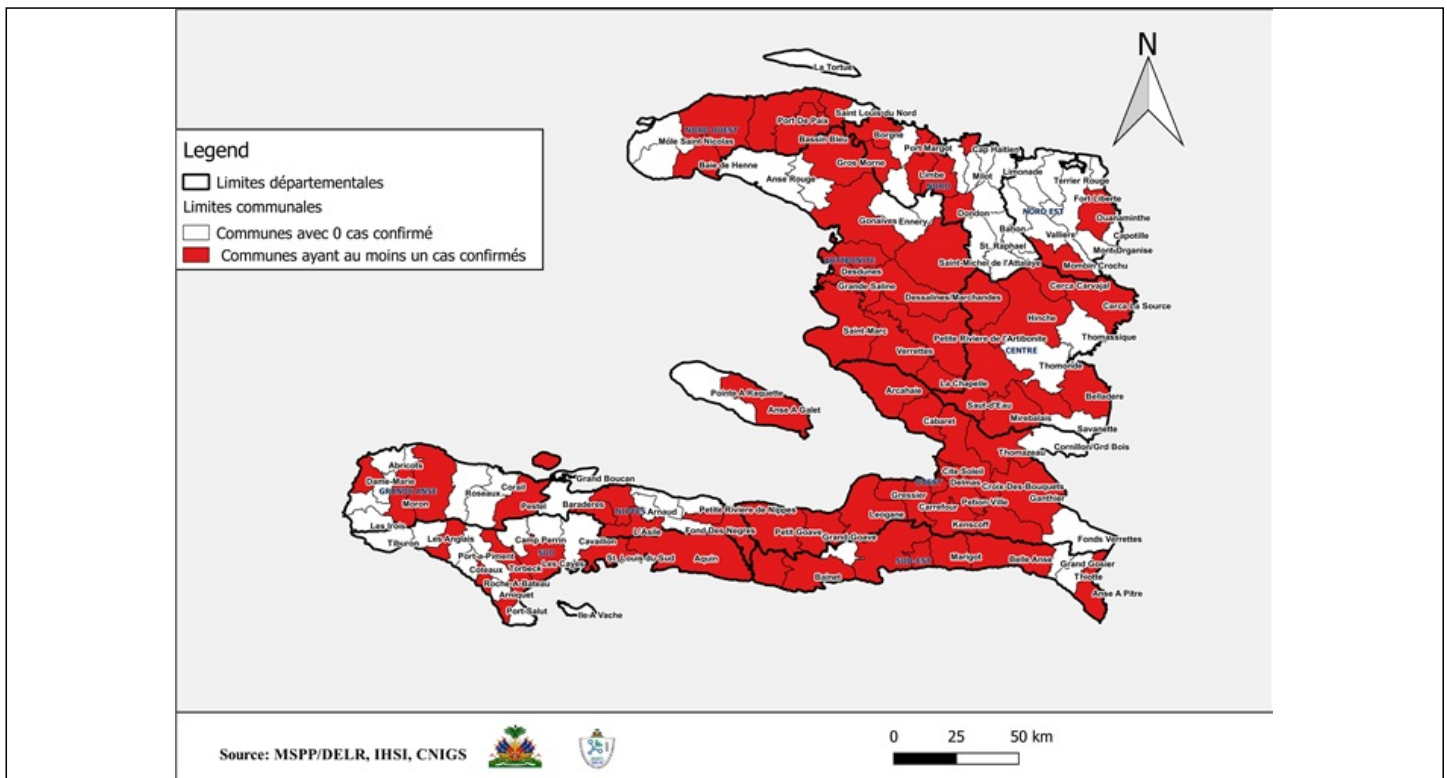 N
La Tortue
Saint Louis du Nord
Port De Paix
NORD OUEST
Môle Saint Nicolas
Bassin Bleu
Borgne
Port Margot
Cap Haïtien
Baie de Henne
Gros Morne
Limbe
Milot
Limonade
Terrier Rouge
Anse Rouge
NORD
Fort Liberte
Ouanaminthe
NORD EST
Gonaives
Ennery
Dondon
Bahon
Valliere
Capotille
St. Raphael
Mont-Organise
Saint-Michel de l'Attalaye
Mombin Crochu
Desdunes
Grande Saline
Cerca Carvajal
Cerca La Source
Dessalines/Marchandes
Hinche
Saint-Marc
Petite Riviere de l'Artibonite
Thomassique
Verrettes
CENTRE
Thomonde
Pointe A Raquette
Anse A Galet
Arcahaie
La Chapelle
Belladere
Saut-d'Eau
Mirebalais
Cabaret
Savanette
Cornillon/Grd Bois
Thomazeau
Abricots
Grand Boucan
Cite Soleil
Dame-Marie
Corail
Delmas
Croix-Des-Bouquets
GRANDE ANSE
Roseaux
Gressier
Ganthier
Moron
Pestel
Baraderes
Arnaud
Petite Riviere de Nippes
Leogane
Carrefour
Petion Ville
NIPPES
Les Irois
L'Asile
Fond Des Negres
Petit Goave
Grand Goave
Kenscoff
Tiburon
Les Anglais
Camp Perrin
Cavaillon
Fonds Verrettes
Port-a-Piment
SUD
Les Cayes
St. Louis du Sud
Aquin
SUD EST
Marigot
Belle Anse
Grand Gosier
Coteaux
Torbeck
Thiotte
Roche-A-Bateau
Bainet
Arniquet
Anse A Pitre
Port-Salut
Ile A Vache
Legend
Limites départementales
Limites communales
Communes avec 0 cas confirmé
Communes ayant au moins un cas confirmés
Source: MSPP/DELR, IHSI, CNIGS
0 25 50 km